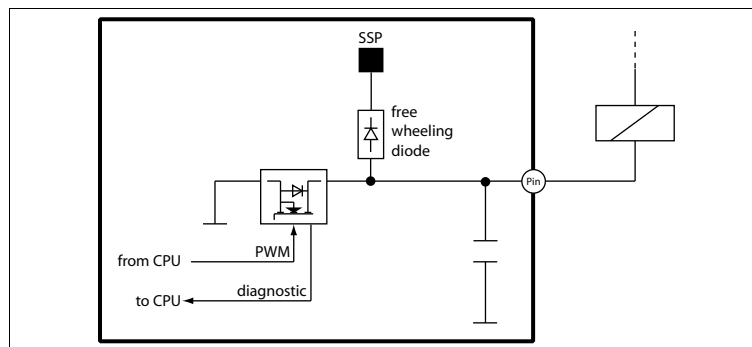 SSP
free
wheeling
diode
Pin
PWM
from CPU
diagnostic
to CPU